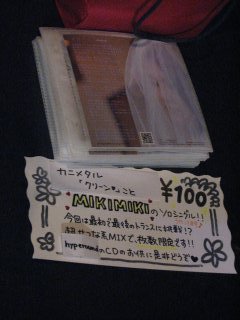 カニメタル
「クリーン♥」こと
MIKIMIKIのソロシングル!!
¥100
今回は最初で最後のトランスに挑戦!?
超せつな系MIXで、枚数限定です!!
hypersoundのCDのお供に是非どうぞ♥